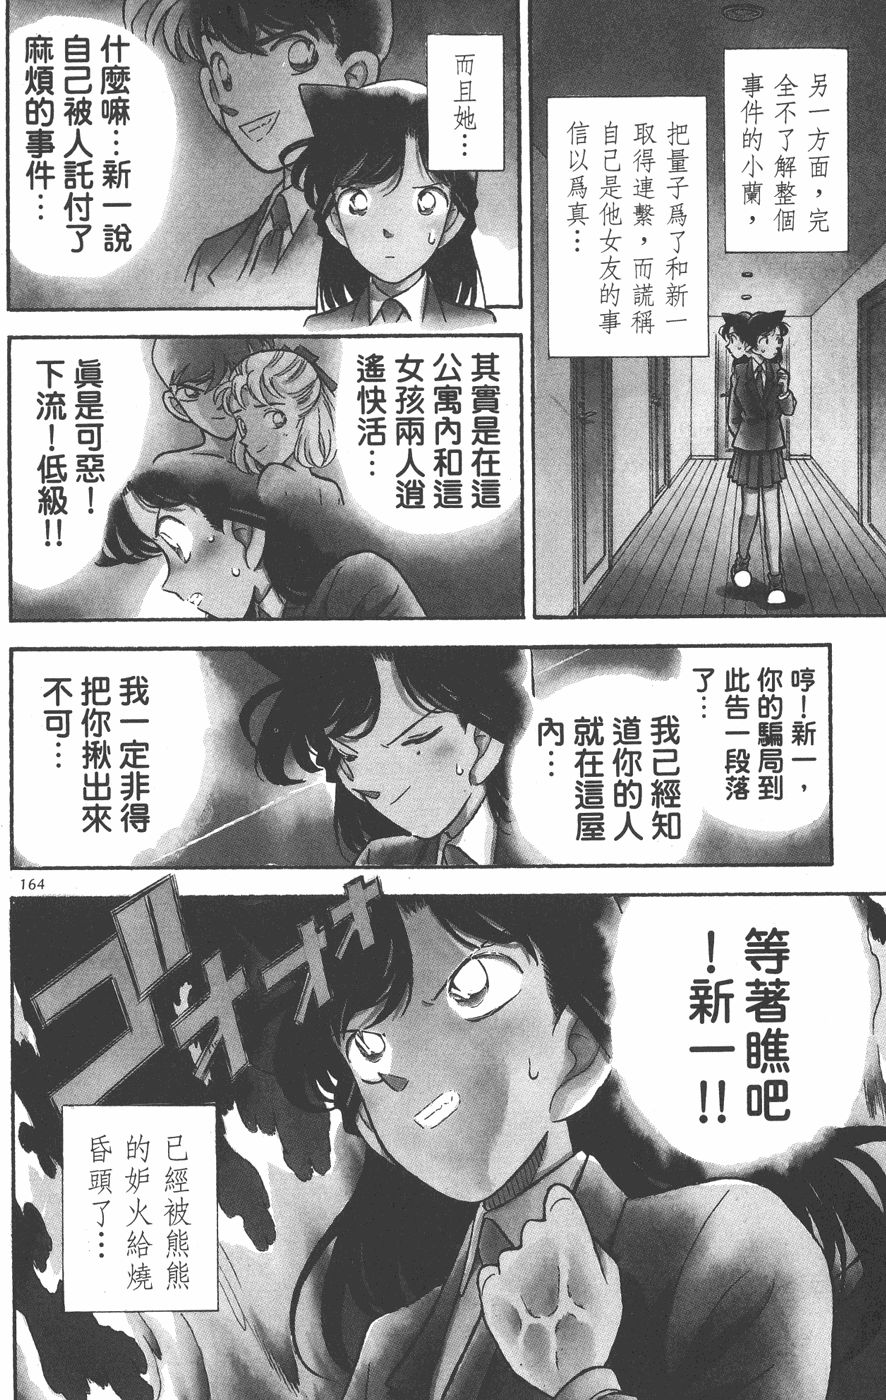 另一方面，完
全不了解整個
事件的小蘭，
把量子爲了和新一
取得連繫，而謊稱
自己是他女友的事
信以爲真…
而且她…
什麼嘛…新一說
自己被人託付了
麻煩的事件…
其實是在這
公寓內和這
女孩兩人逍
遙快活…
眞是可惡！
下流！低級!!
哼！新一，
你的騙局到
此告一段落
了…
我已經知
道你的人
就在這屋
內…
我一定非得
把你揪出來
不可…
164
等著瞧吧
！新一!!
ゴオオオ
已經被熊熊
的妒火給燒
昏頭了…